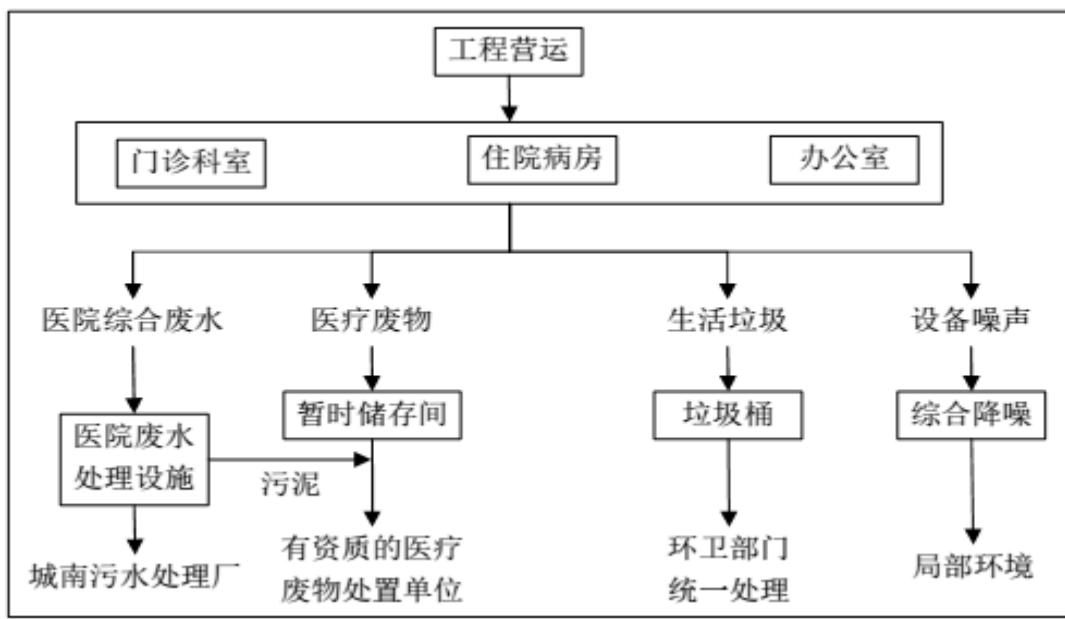 工程营运
门诊科室
住院病房
办公室
医院综合废水
医疗废物
生活垃圾
设备噪声
暂时储存间
垃圾桶
综合降噪
医院废水
处理设施
污泥
城南污水处理厂
有资质的医疗
废物处置单位
环卫部门
统一处理
局部环境